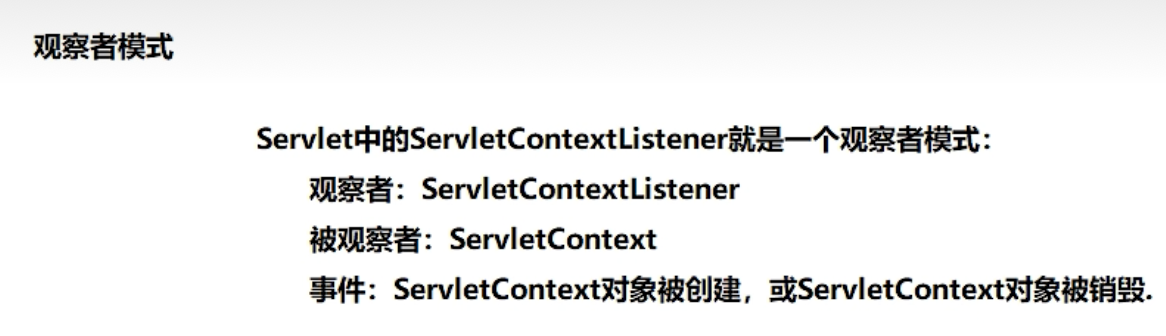 观察者模式
Servlet中的ServletContextListener就是一个观察者模式：
观察者：ServletContextListener
被观察者：ServletContext
事件：ServletContext对象被创建，或ServletContext对象被销毁.